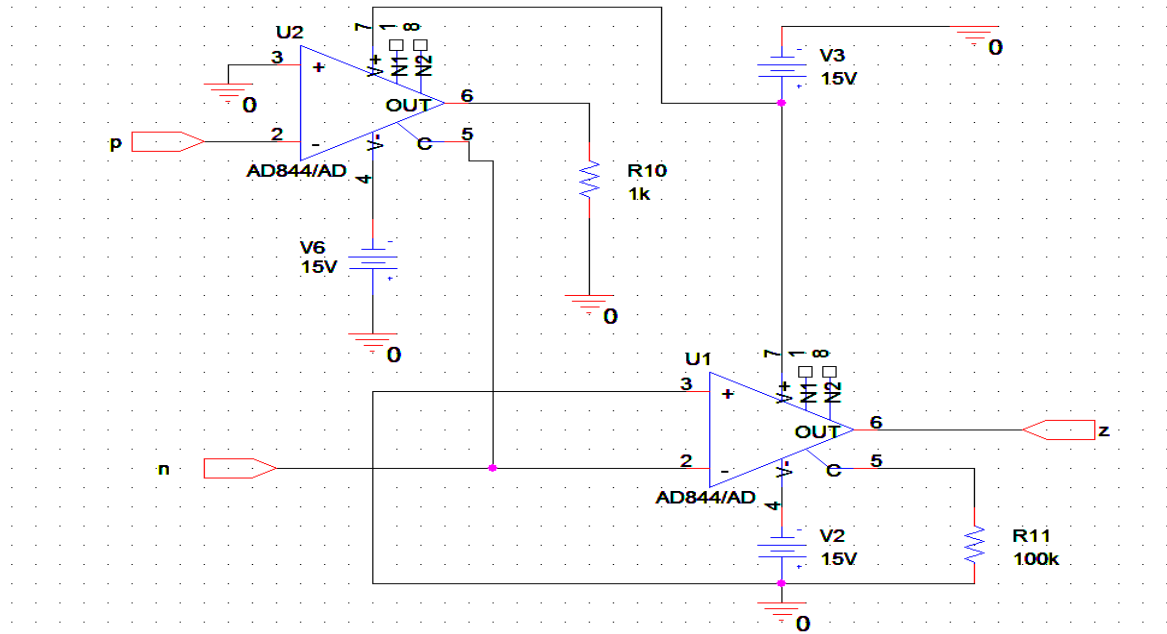 U2
7
1
8
3
+
V+
N1
N2
0
OUT
6
p
2
-
V-
C
5
AD844/AD
4
R10
1k
V6
15V
-
+
0
0
V3
15V
-
+
0
U1
7
1
8
3
+
V+
N1
N2
OUT
6
z
n
2
-
V-
C
5
AD844/AD
4
V2
15V
-
+
R11
100k
0